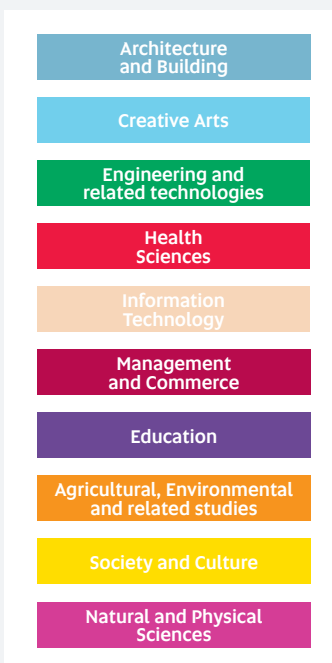 Architecture
and Building
Creative Arts
Engineering and
related technologies
Health
Sciences
Information
Technology
Management
and Commerce
Education
Agricultural, Environmental
and related studies
Society and Culture
Natural and Physical
Sciences